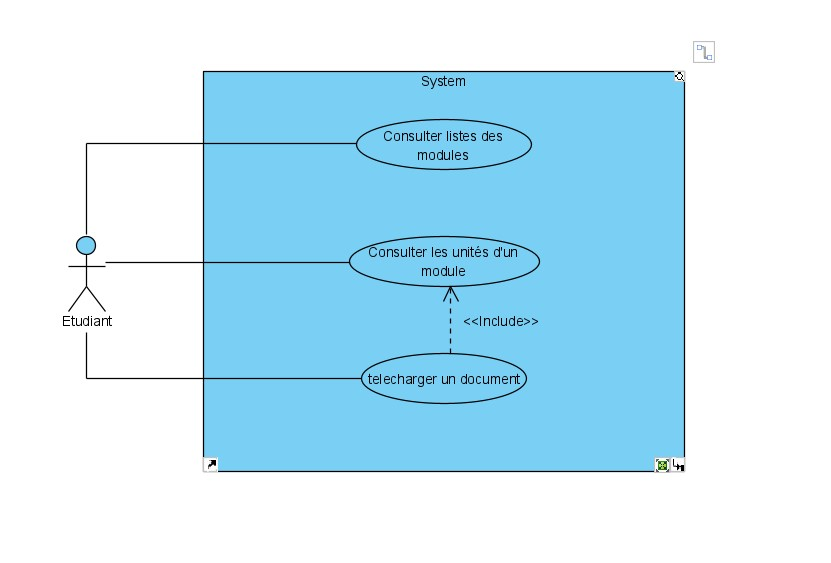 System
Consulter listes des
modules
Consulter les unités d'un
module
<<Include>>
Etudiant
telecharger un document